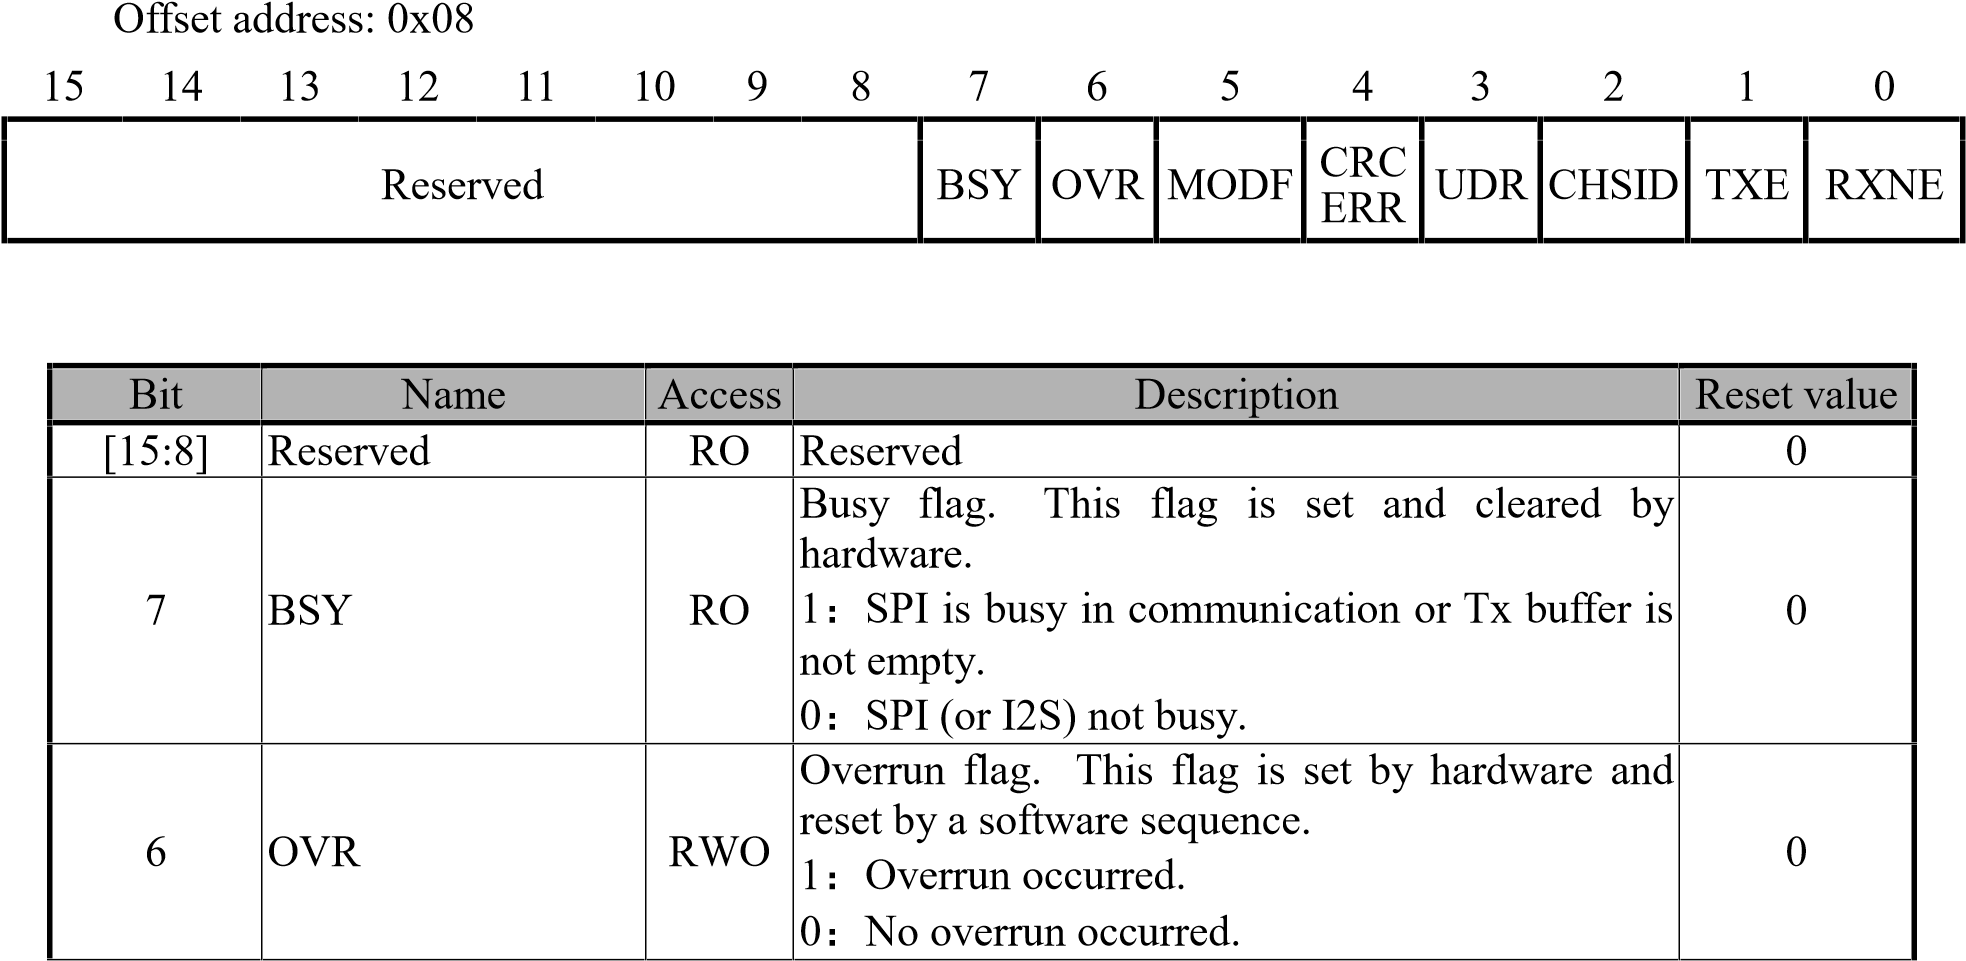 Offset address: 0x08
15 14 13 12 11 10 9 8 7 6 5 4 3 2 1 0
Reserved BSY OVR MODF CRC ERR UDR CHSID TXE RXNE
Bit Name Access Description Reset value
[15:8] Reserved RO Reserved 0
7 BSY RO Busy flag. This flag is set and cleared by
hardware.
1：SPI is busy in communication or Tx buffer is
not empty.
0：SPI (or I2S) not busy.
0
6 OVR RWO Overrun flag. This flag is set by hardware and
reset by a software sequence.
1：Overrun occurred.
0：No overrun occurred.
0